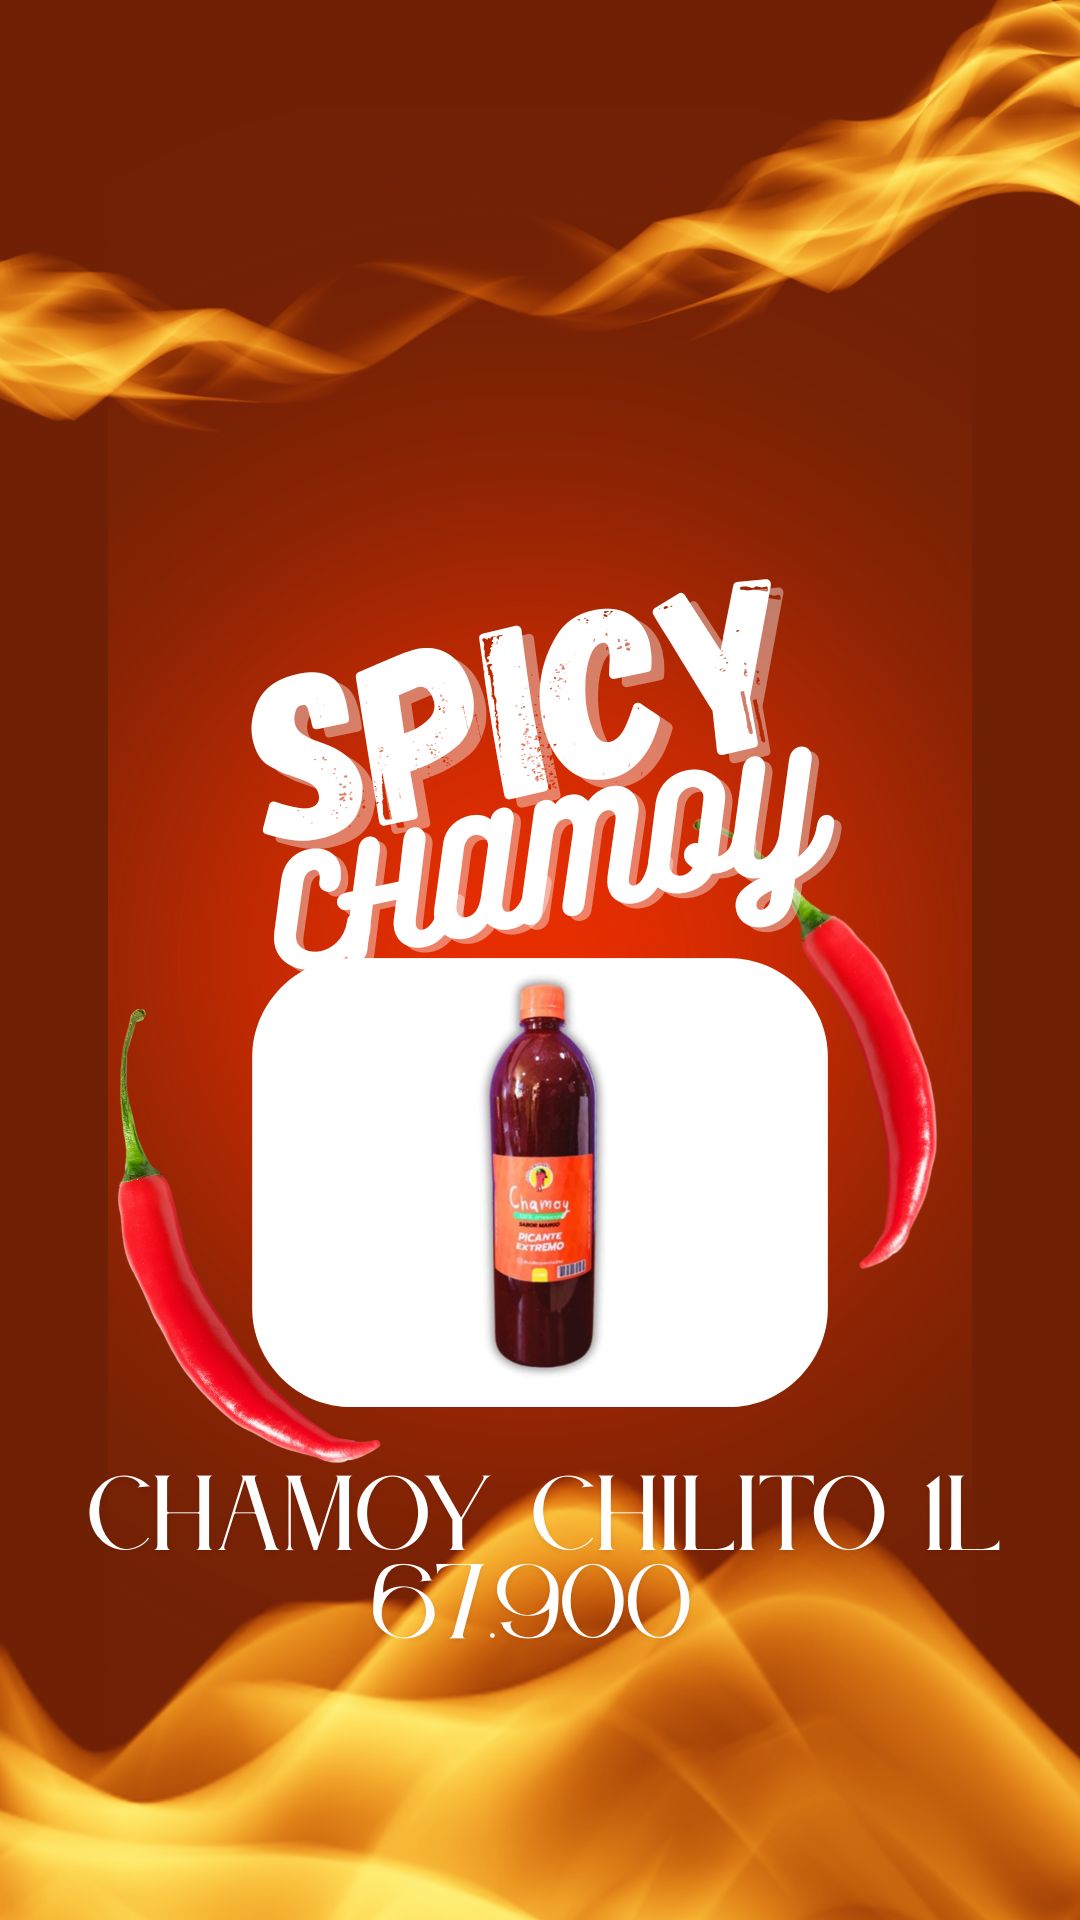 SPICY
CHamoy
Chamoy
SABOR MANGO
PICANTE
EXTREMO
CHAMOY CHILITO 1L
67.900